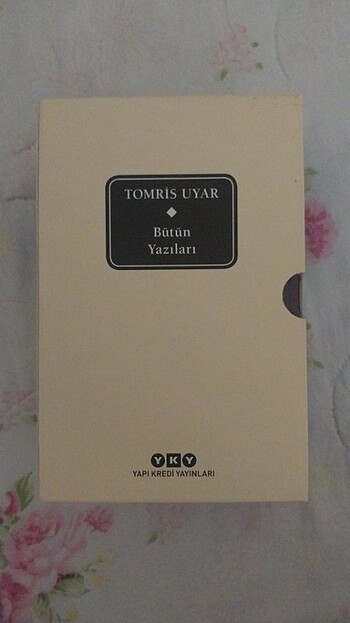 TOMRİS UYAR
Bütün
Yazıları
YKY
YAPI KREDİ YAYINLARI